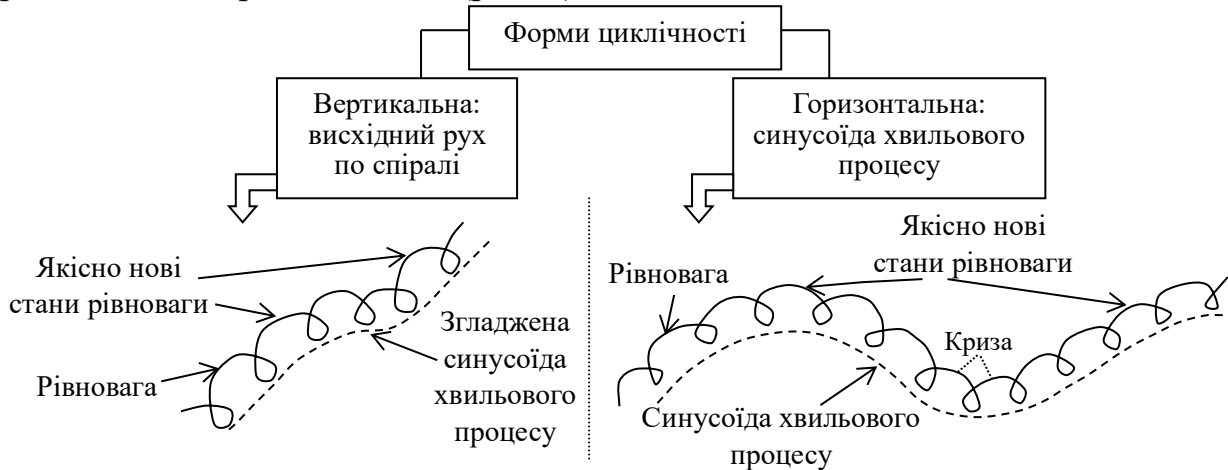 Форми циклічності
Вертикальна:
висхідний рух
по спіралі
Горизонтальна:
синусоїда хвильового
процесу
Якісно нові
стани рівноваги
Рівновага
Згладжена
синусоїда
хвильового
процесу
Рівновага
Якісно нові
стани рівноваги
Криза
Синусоїда хвильового
процесу